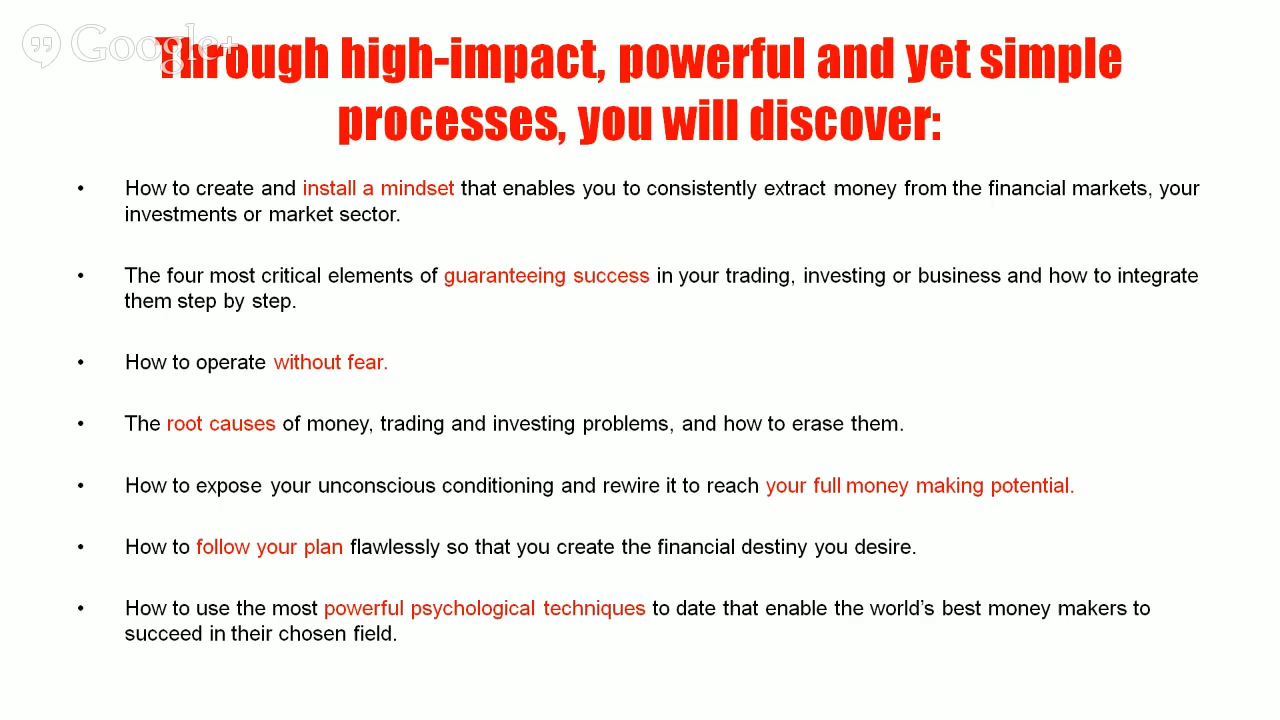 Google+
Through high-impact, powerful and yet simple
processes, you will discover:
• How to create and install a mindset that enables you to consistently extract money from the financial markets, your
investments or market sector.
• The four most critical elements of guaranteeing success in your trading, investing or business and how to integrate
them step by step.
• How to operate without fear.
• The root causes of money, trading and investing problems, and how to erase them.
• How to expose your unconscious conditioning and rewire it to reach your full money making potential.
• How to follow your plan flawlessly so that you create the financial destiny you desire.
• How to use the most powerful psychological techniques to date that enable the world’s best money makers to
succeed in their chosen field.